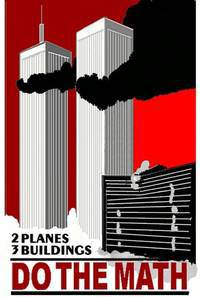 2 PLANES
3 BUILDINGS
DO THE MATH